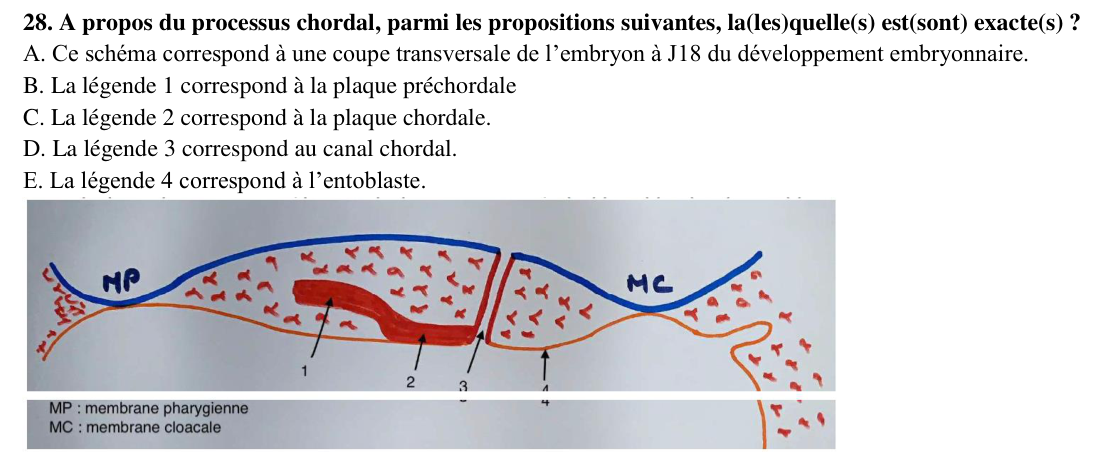 28. A propos du processus chordal, parmi les propositions suivantes, la(les)quelle(s) est(sont) exacte(s) ?
A. Ce schéma correspond à une coupe transversale de l'embryon à J18 du développement embryonnaire.
B. La légende 1 correspond à la plaque préchordale
C. La légende 2 correspond à la plaque chordale.
D. La légende 3 correspond au canal chordal.
E. La légende 4 correspond à l'entoblaste.
MP
MC
1
2
3
4
MP : membrane pharygienne
MC : membrane cloacale